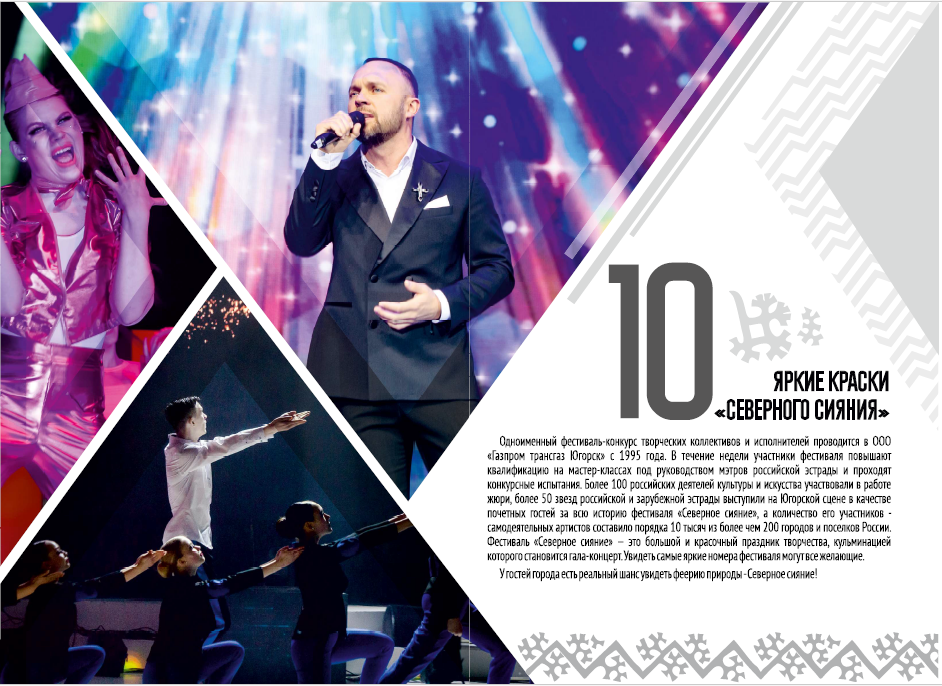 10
ЯРКИЕ КРАСКИ
«СЕВЕРНОГО СИЯНИЯ»
Одноименный фестиваль-конкурс творческих коллективов и исполнителей проводится в ООО
«Газпром трансгаз Югорск» с 1995 года. В течение недели участники фестиваля повышают
квалификацию на мастер-классах под руководством мэтров российской эстрады и проходят
конкурсные испытания. Более 100 российских деятелей культуры и искусства участвовали в работе
жюри, более 50 звезд российской и зарубежной эстрады выступили на Югорской сцене в качестве
почетных гостей за всю историю фестиваля «Северное сияние», а количество его участников -
самодеятельных артистов составило порядка 10 тысяч из более чем 200 городов и поселков России.
Фестиваль «Северное сияние» – это большой и красочный праздник творчества, кульминацией
которого становится гала-концерт. Увидеть самые яркие номера фестиваля могут все желающие.
У гостей города есть реальный шанс увидеть феерию природы - Северное сияние!